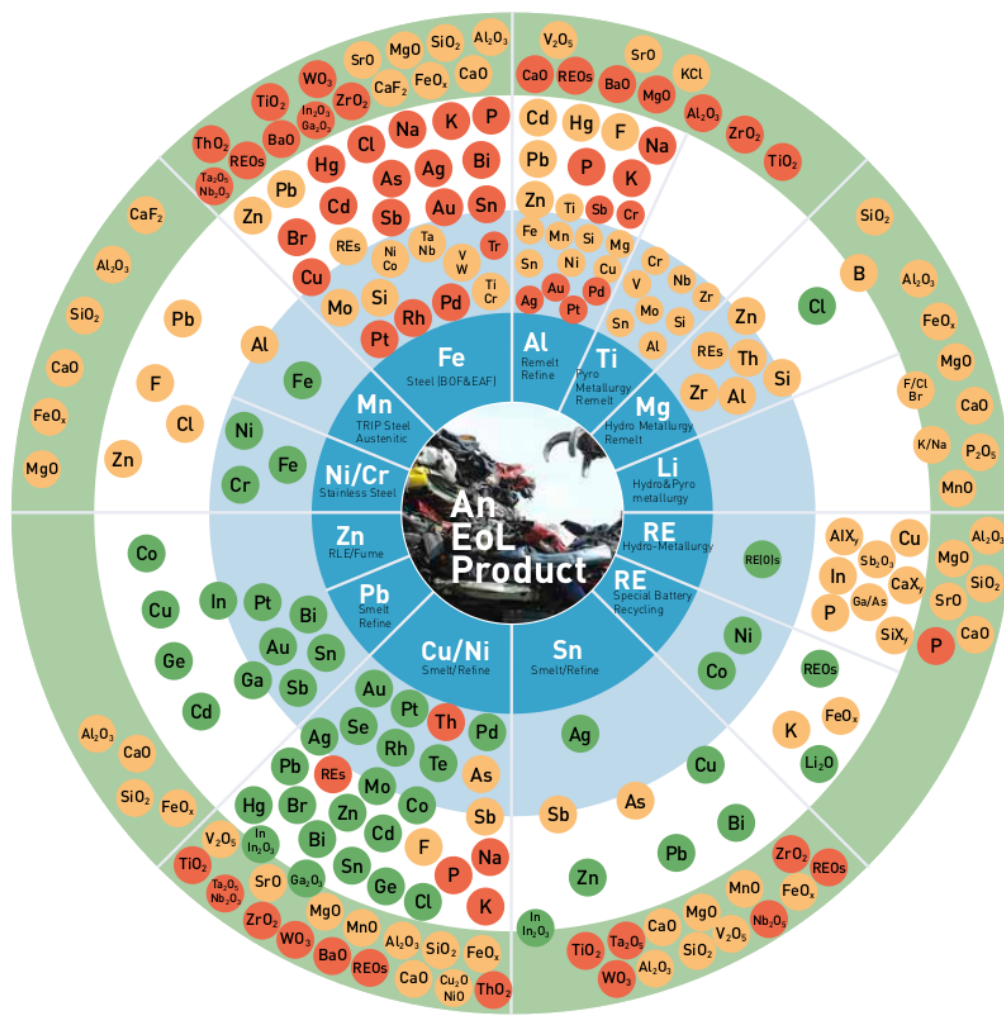 Al₂O₃
SiO₂
MgO
SrO
WO₃
CaO
FeOₓ
CaF₂
ZrO₂
In₂O₃
Ga₂O₃
TiO₂
BaO
ThO₂
REOs
Ta₂O₅
Nb₂O₃
P
K
Na
Cl
Hg
Pb
Zn
Bi
Ag
As
Cd
Br
Sn
Au
Sb
Cu
REs
Ni
Co
Ta
Nb
V
W
Tr
Mo
Si
Pt
Rh
Pd
Ti
Cr
Fe
Steel (BOF&EAF)
V₂O₅
SrO
KCl
CaO
REOs
BaO
MgO
Al₂O₃
ZrO₂
TiO₂
Cd
Hg
F
Na
Pb
P
K
Zn
Ti
Sb
Cr
Fe
Mn
Si
Mg
Sn
Ni
Cu
Ag
Au
Pd
Pt
Al
Remelt
Refine
Cr
V
Nb
Zr
Mo
Si
Sn
Al
Ti
Pyro
Metallurgy
Remelt
Zn
REs
Th
Si
Zr
Al
Mg
Hydro Metallurgy
Remelt
SiO₂
B
Cl
Al₂O₃
FeOₓ
MgO
CaO
P₂O₅
MnO
F/Cl
Br
K/Na
Li
Hydro&Pyro
metallurgy
RE
Hydro-Metallurgy
RE(O)s
AlXᵧ
Cu
Sb₂O₃
In
CaXᵧ
Ga/As
P
SiXᵧ
Al₂O₃
MgO
SiO₂
SrO
CaO
P
RE
Special Battery
Recycling
Ni
Co
REOs
FeOₓ
K
Li₂O
Sn
Smelt/Refine
Ag
Cu
As
Sb
Bi
Pb
Zn
In
In₂O₃
ZrO₂
REOs
MnO
FeOₓ
MgO
Nb₂O₅
CaO
V₂O₅
Ta₂O₅
SiO₂
TiO₂
Al₂O₃
WO₃
Cu/Ni
Smelt/Refine
Au
Pt
Th
Pd
Se
Rh
Te
Ag
As
Pb
REs
Mo
Co
Sb
Hg
Br
Zn
Cd
F
Na
In
In₂O₃
Bi
Sn
P
Ge
Cl
K
V₂O₅
TiO₂
SrO
Ga₂O₃
Ta₂O₅
Nb₂O₃
ZrO₂
MgO
MnO
WO₃
BaO
Al₂O₃
SiO₂
FeOₓ
REOs
CaO
Cu₂O
NiO
ThO₂
Pb
Smelt
Refine
Zn
RLE/Fume
Co
Cu
Ge
Cd
In
Pt
Bi
Au
Sn
Ga
Sb
Al₂O₃
CaO
SiO₂
FeOₓ
Ni/Cr
Stainless Steel
Ni
Fe
Cr
Mn
TRIP Steel
Austenitic
Al
Fe
Pb
F
Cl
Zn
CaF₂
Al₂O₃
SiO₂
CaO
FeOₓ
MgO
An
EoL
Product